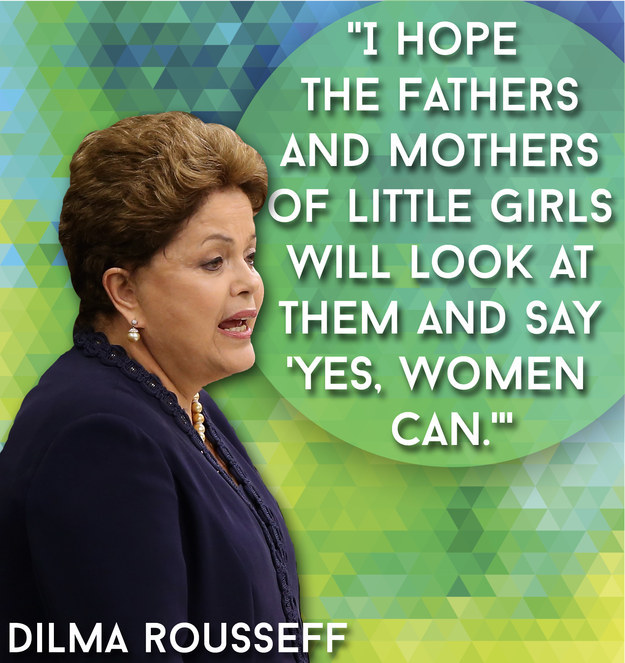 "I HOPE
THE FATHERS
AND MOTHERS
OF LITTLE GIRLS
WILL LOOK AT
THEM AND SAY
'YES, WOMEN
CAN.'"
DILMA ROUSSEFF